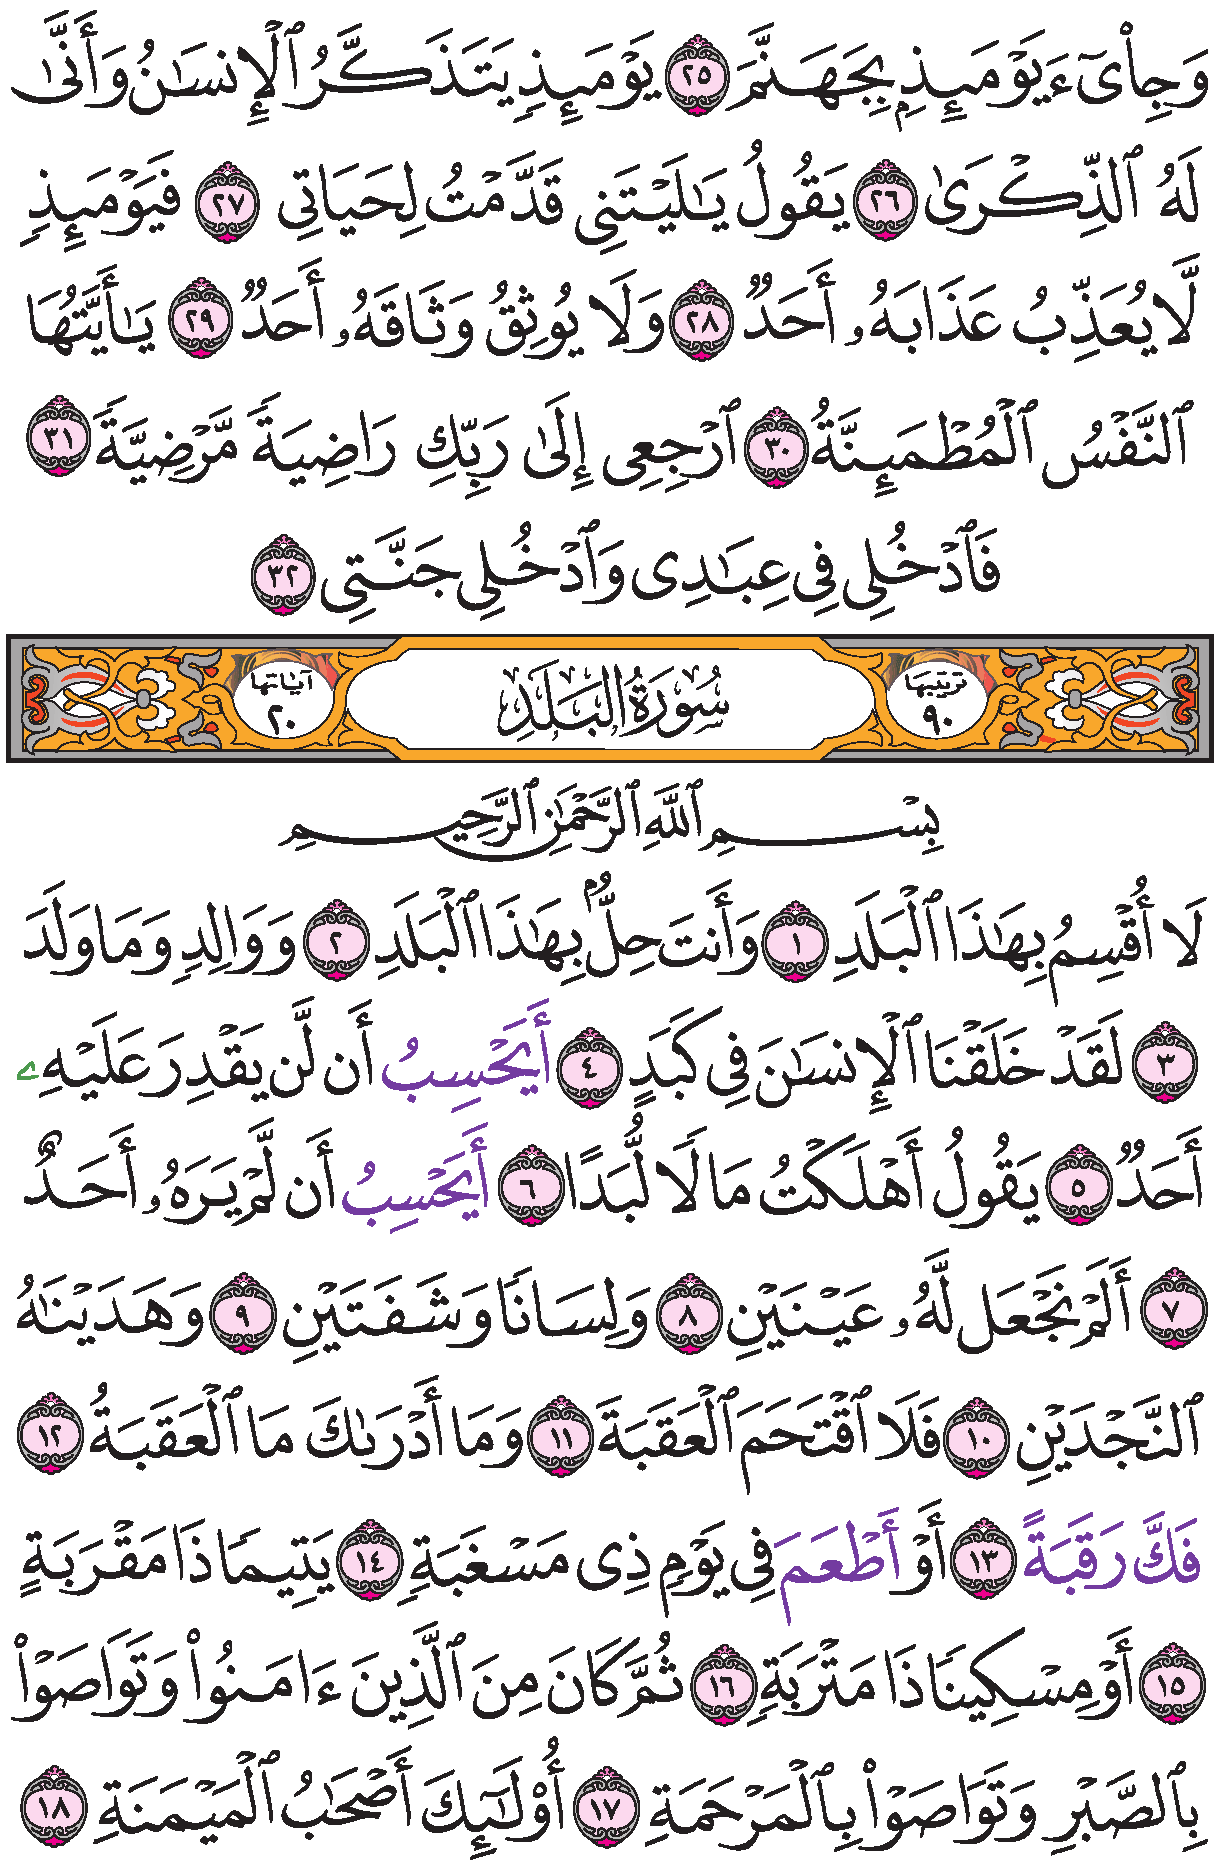 وَجِا۟یٓءَ يَوْمَئِذِۭ بِجَهَنَّمَ ٢٥ يَوْمَئِذٍ يَتَذَكَّرُ ٱلْإِنسَٰنُ وَأَنَّىٰ
لَهُ ٱلذِّكْرَىٰ ٢٦ يَقُولُ يَٰلَيْتَنِى قَدَّمْتُ لِحَيَاتِى ٢٧ فَيَوْمَئِذٍ
لَّا يُعَذِّبُ عَذَابَهُۥ أَحَدٌ ٢٨ وَلَا يُوثِقُ وَثَاقَهُۥ أَحَدٌ ٢٩ يَٰأَيَّتُهَا
ٱلنَّفْسُ ٱلْمُطْمَئِنَّةُ ٣٠ ٱرْجِعِى إِلَىٰ رَبِّكِ رَاضِيَةً مَّرْضِيَّةً ٣١
فَٱدْخُلِى فِى عِبَٰدِى وَٱدْخُلِى جَنَّتِى ٣٢
ترتيبها ٩٠ سُورَةُ البَلَدِ آياتها ٢٠
بِسْمِ ٱللَّهِ ٱلرَّحْمَٰنِ ٱلرَّحِيمِ
لَا أُقْسِمُ بِهَٰذَا ٱلْبَلَدِ ١ وَأَنتَ حِلٌّۢ بِهَٰذَا ٱلْبَلَدِ ٢ وَوَالِدٍ وَمَا وَلَدَ
٣ لَقَدْ خَلَقْنَا ٱلْإِنسَٰنَ فِى كَبَدٍ ٤ أَيَحْسِبُ أَن لَّن يَقْدِرَ عَلَيْهِۦ
أَحَدٌ ٥ يَقُولُ أَهْلَكْتُ مَالًا لُّبَدًا ٦ أَيَحْسِبُ أَن لَّمْ يَرَهُۥ أَحَدٌ
٧ أَلَمْ نَجْعَل لَّهُۥ عَيْنَيْنِ ٨ وَلِسَانًا وَشَفَتَيْنِ ٩ وَهَدَيْنَٰهُ
ٱلنَّجْدَيْنِ ١٠ فَلَا ٱقْتَحَمَ ٱلْعَقَبَةَ ١١ وَمَا أَدْرَىٰكَ مَا ٱلْعَقَبَةُ ١٢
فَكَّ رَقَبَةً ١٣ أَوْ أَطْعَمَ فِى يَوْمٍ ذِى مَسْغَبَةٍ ١٤ يَتِيمًا ذَا مَقْرَبَةٍ
١٥ أَوْ مِسْكِينًا ذَا مَتْرَبَةٍ ١٦ ثُمَّ كَانَ مِنَ ٱلَّذِينَ ءَامَنُوا۟ وَتَوَاصَوْا۟
بِٱلصَّبْرِ وَتَوَاصَوْا۟ بِٱلْمَرْحَمَةِ ١٧ أُو۟لَٰٓئِكَ أَصْحَٰبُ ٱلْمَيْمَنَةِ ١٨